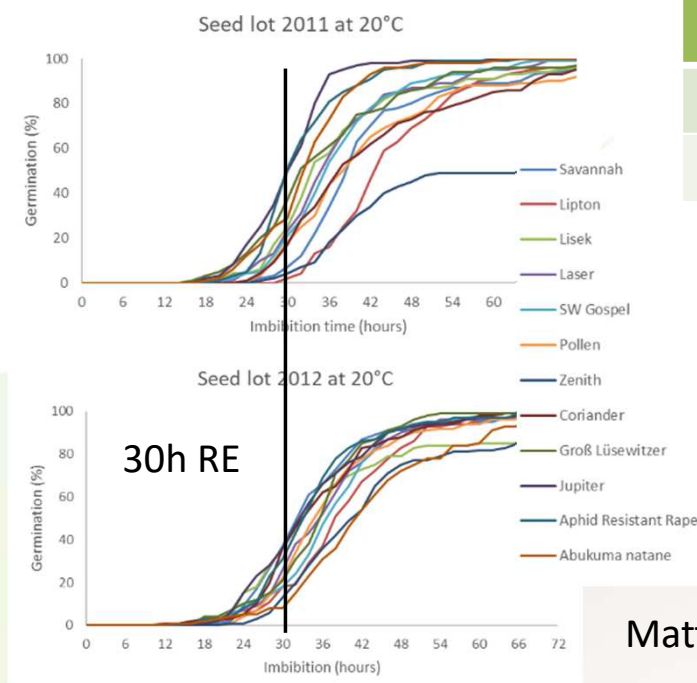 Seed lot 2011 at 20°C
Germination (%)
100
80
60
40
20
0
0 6 12 18 24 30 36 42 48 54 60
Imbibition time (hours)
Savannah
Lipton
Lisek
Laser
SW Gospel
Pollen
Zenith
Coriander
Groß Lüsewitzer
Jupiter
Aphid Resistant Rape
Abukuma natane
Seed lot 2012 at 20°C
30h RE
Germination (%)
100
80
60
40
20
0
0 6 12 18 24 30 36 42 48 54 60 66 72
Imbibition (hours)
Matt